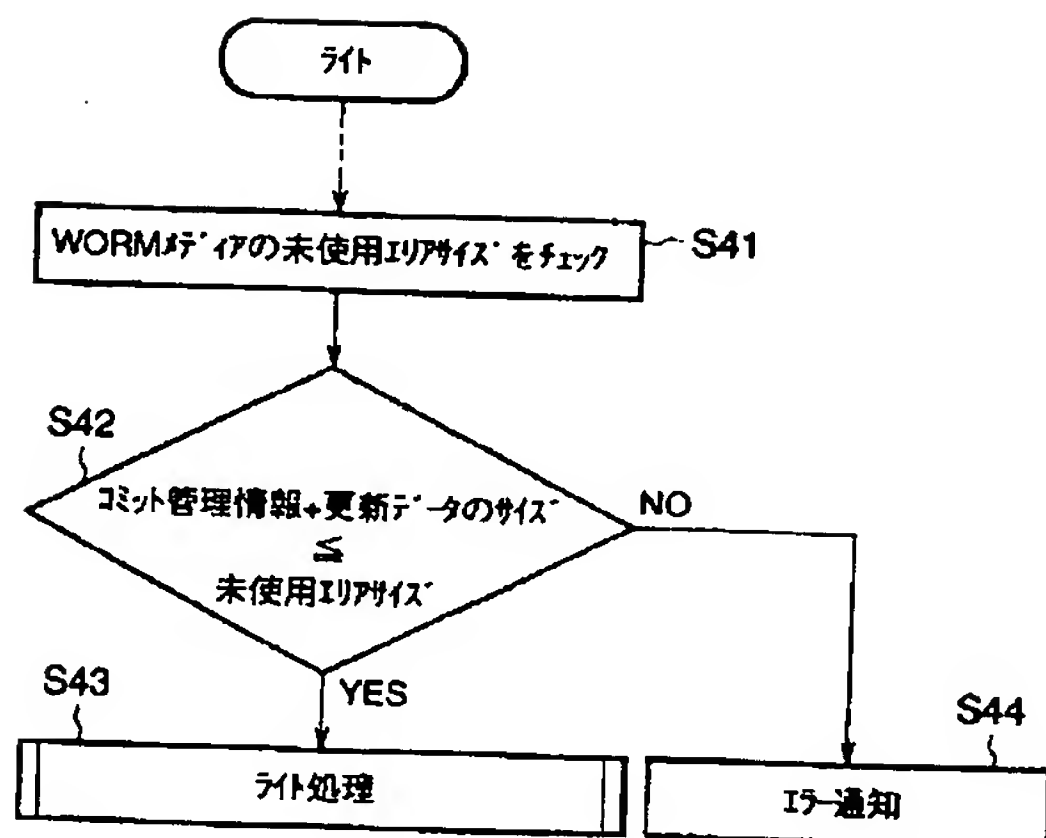 ライト
WORMメディアの未使用エリアサイズをチェック
S41
S42
コミット管理情報+更新データのサイズ
≦
未使用エリアサイズ
NO
YES
S43
ライト処理
S44
エラー通知